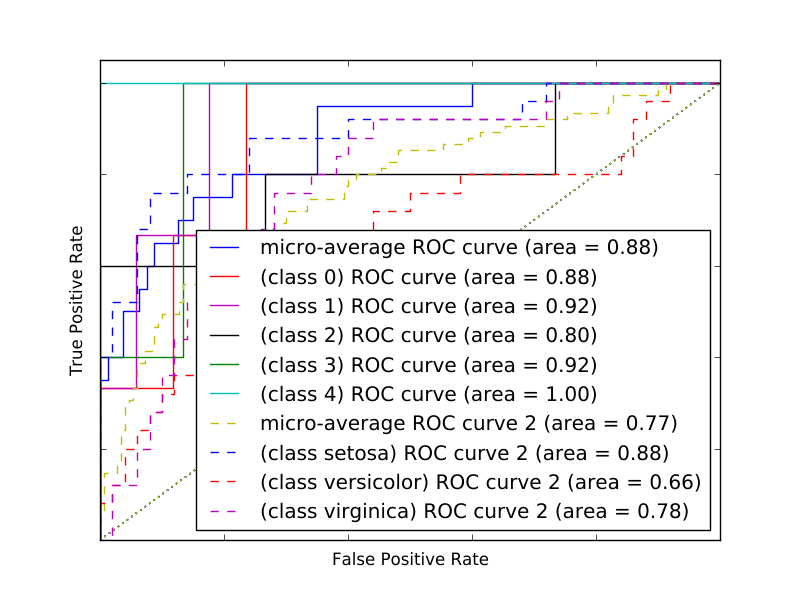 True Positive Rate
micro-average ROC curve (area = 0.88)
(class 0) ROC curve (area = 0.88)
(class 1) ROC curve (area = 0.92)
(class 2) ROC curve (area = 0.80)
(class 3) ROC curve (area = 0.92)
(class 4) ROC curve (area = 1.00)
micro-average ROC curve 2 (area = 0.77)
(class setosa) ROC curve 2 (area = 0.88)
(class versicolor) ROC curve 2 (area = 0.66)
(class virginica) ROC curve 2 (area = 0.78)
False Positive Rate